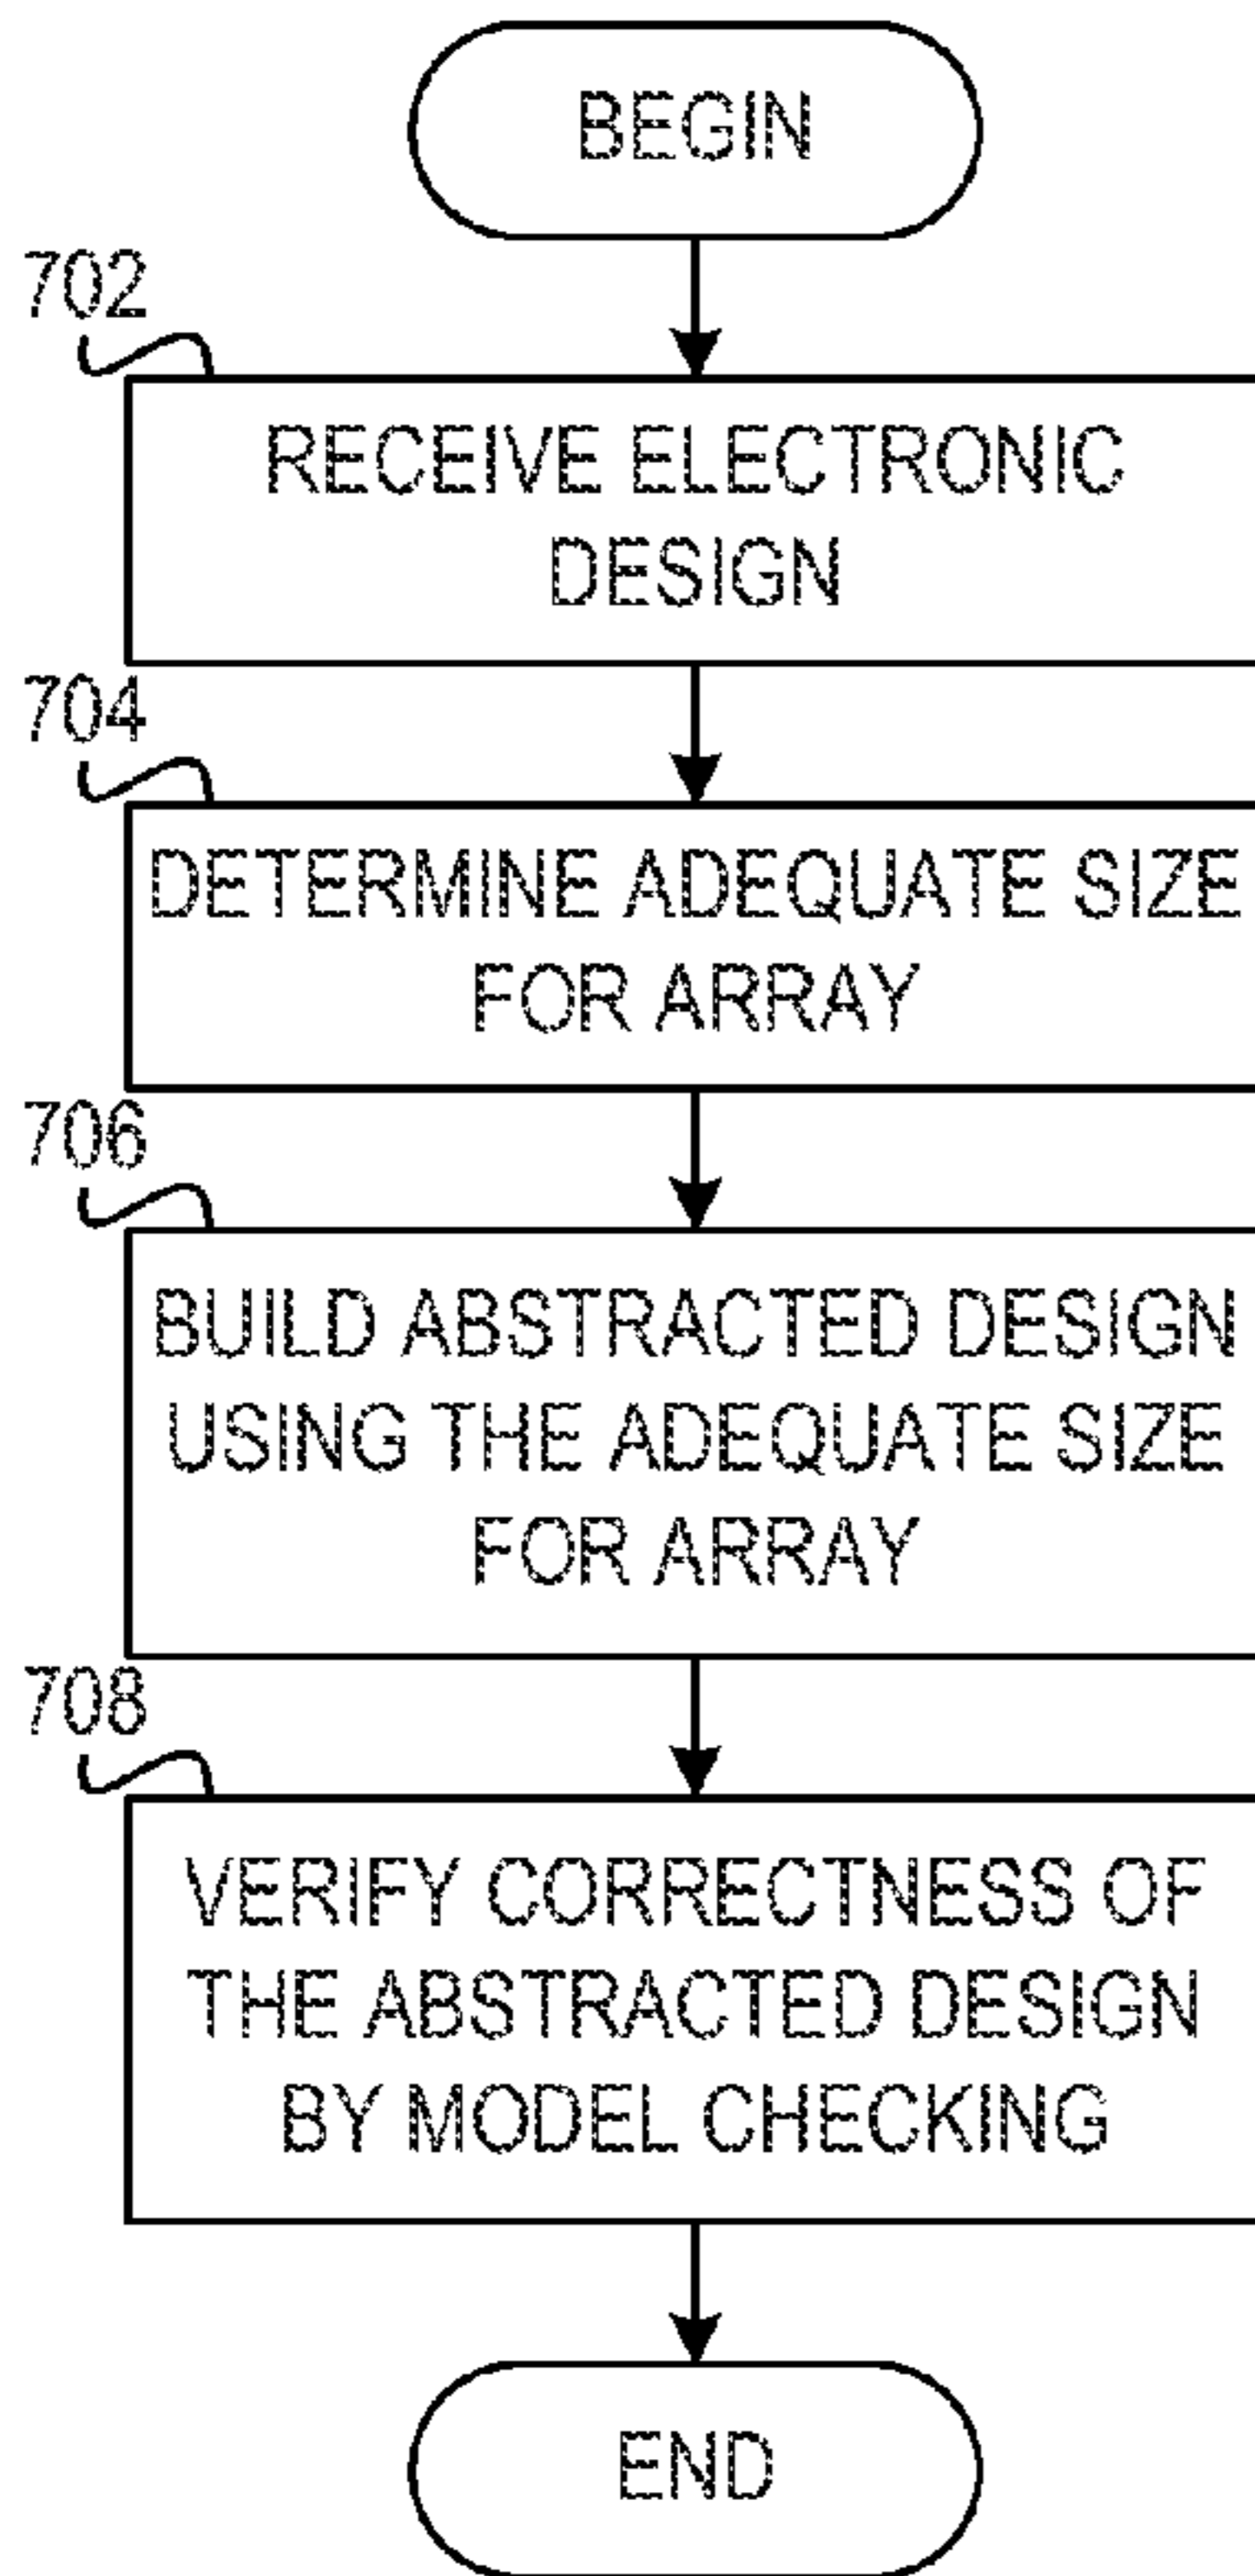 BEGIN
702
RECEIVE ELECTRONIC
DESIGN
704
DETERMINE ADEQUATE SIZE
FOR ARRAY
706
BUILD ABSTRACTED DESIGN
USING THE ADEQUATE SIZE
FOR ARRAY
708
VERIFY CORRECTNESS OF
THE ABSTRACTED DESIGN
BY MODEL CHECKING
END